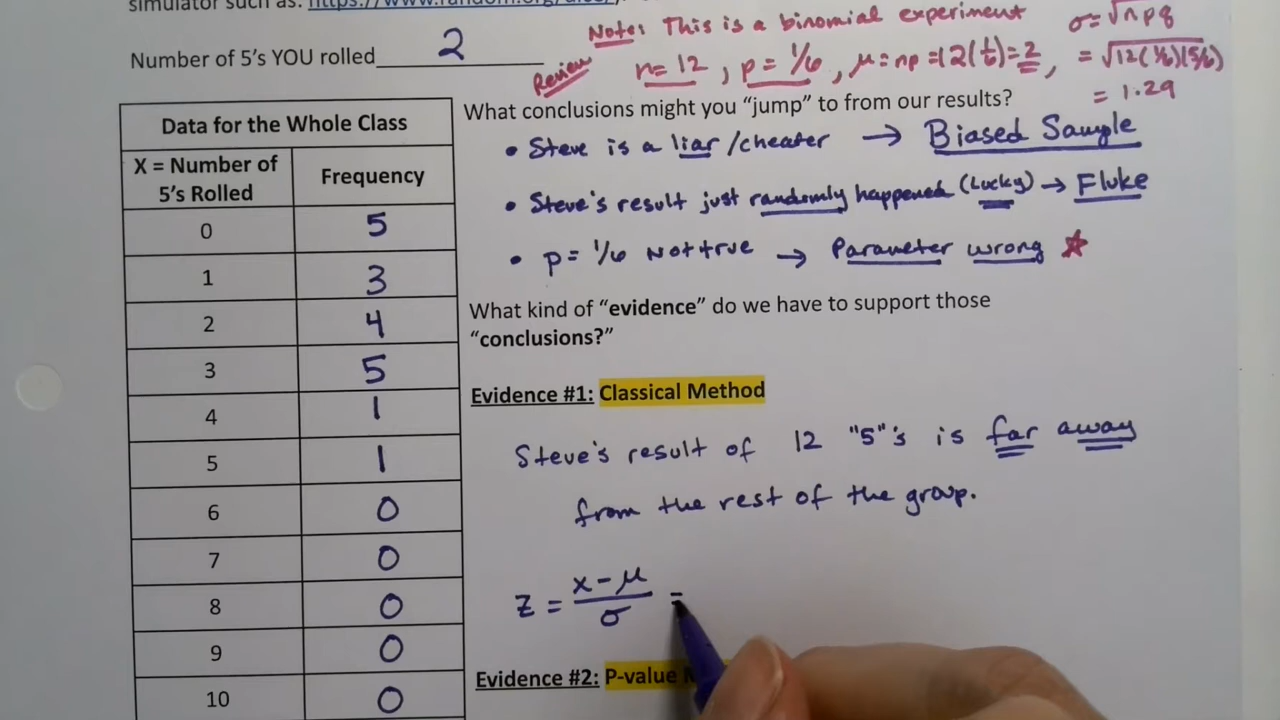 simulator such as: https://www.random.org/dice/
Number of 5's YOU rolled 2
Review
Note: This is a binomial experiment
n = 12, p = 1/6, μ = np = 12(1/6) = 2,
σ = √npq
= √12(1/6)(5/6)
= 1.29
Data for the Whole Class
X = Number of 5's Rolled Frequency
0 5
1 3
2 4
3 5
4 1
5 1
6 0
7 0
8 0
9 0
10 0
What conclusions might you "jump" to from our results?
• Steve is a liar/cheater → Biased Sample
• Steve's result just randomly happened (Lucky) → Fluke
• p = 1/6 Not true → Parameter wrong
What kind of "evidence" do we have to support those
"conclusions?"
Evidence #1: Classical Method
Steve's result of 12 "5"'s is far away
from the rest of the group.
z = x - μ / σ =
Evidence #2: P-value